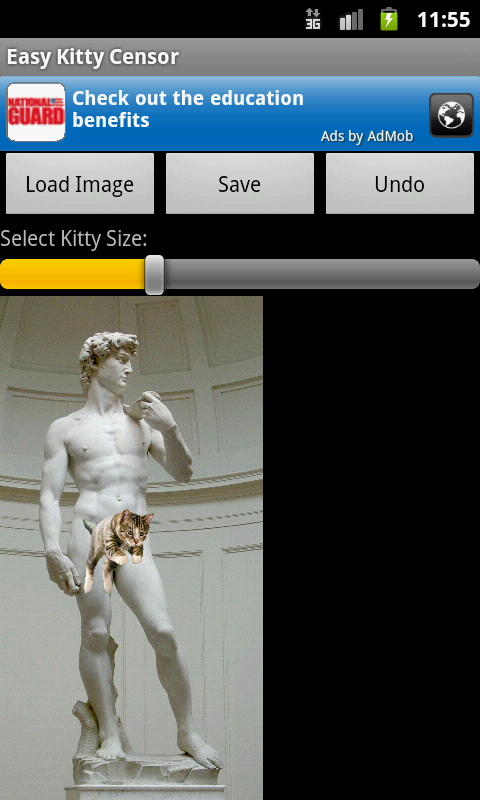 3G
11:55
Easy Kitty Censor
NATIONAL
GUARD
Check out the education
benefits
Ads by AdMob
Load Image
Save
Undo
Select Kitty Size: